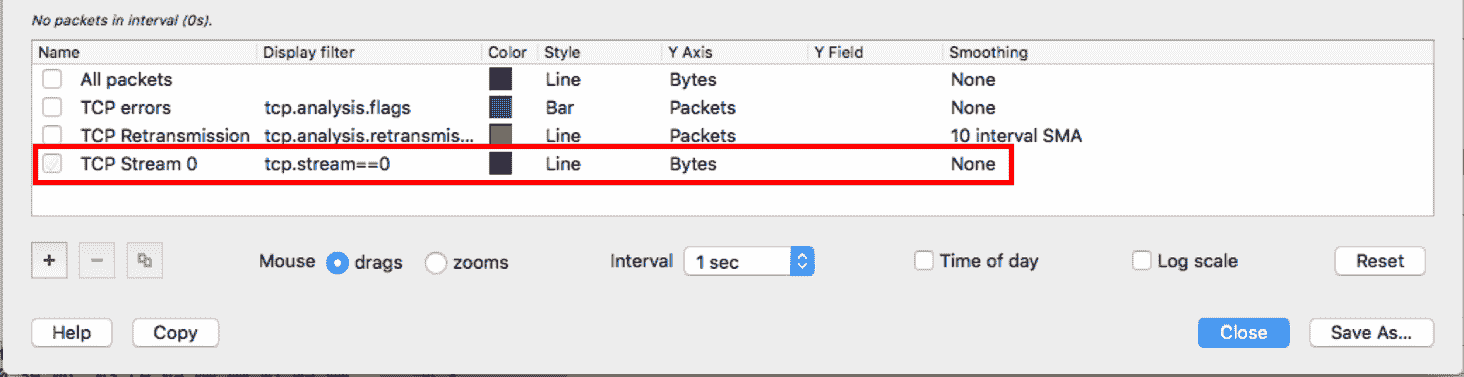 No packets in interval (0s).
Name Display filter Color Style Y Axis Y Field Smoothing
All packets Line Bytes None
TCP errors tcp.analysis.flags Bar Packets None
TCP Retransmission tcp.analysis.retransmis... Line Packets 10 interval SMA
TCP Stream 0 tcp.stream==0 Line Bytes None
+ − Mouse drags zooms Interval 1 sec Time of day Log scale Reset
Help Copy Close Save As...